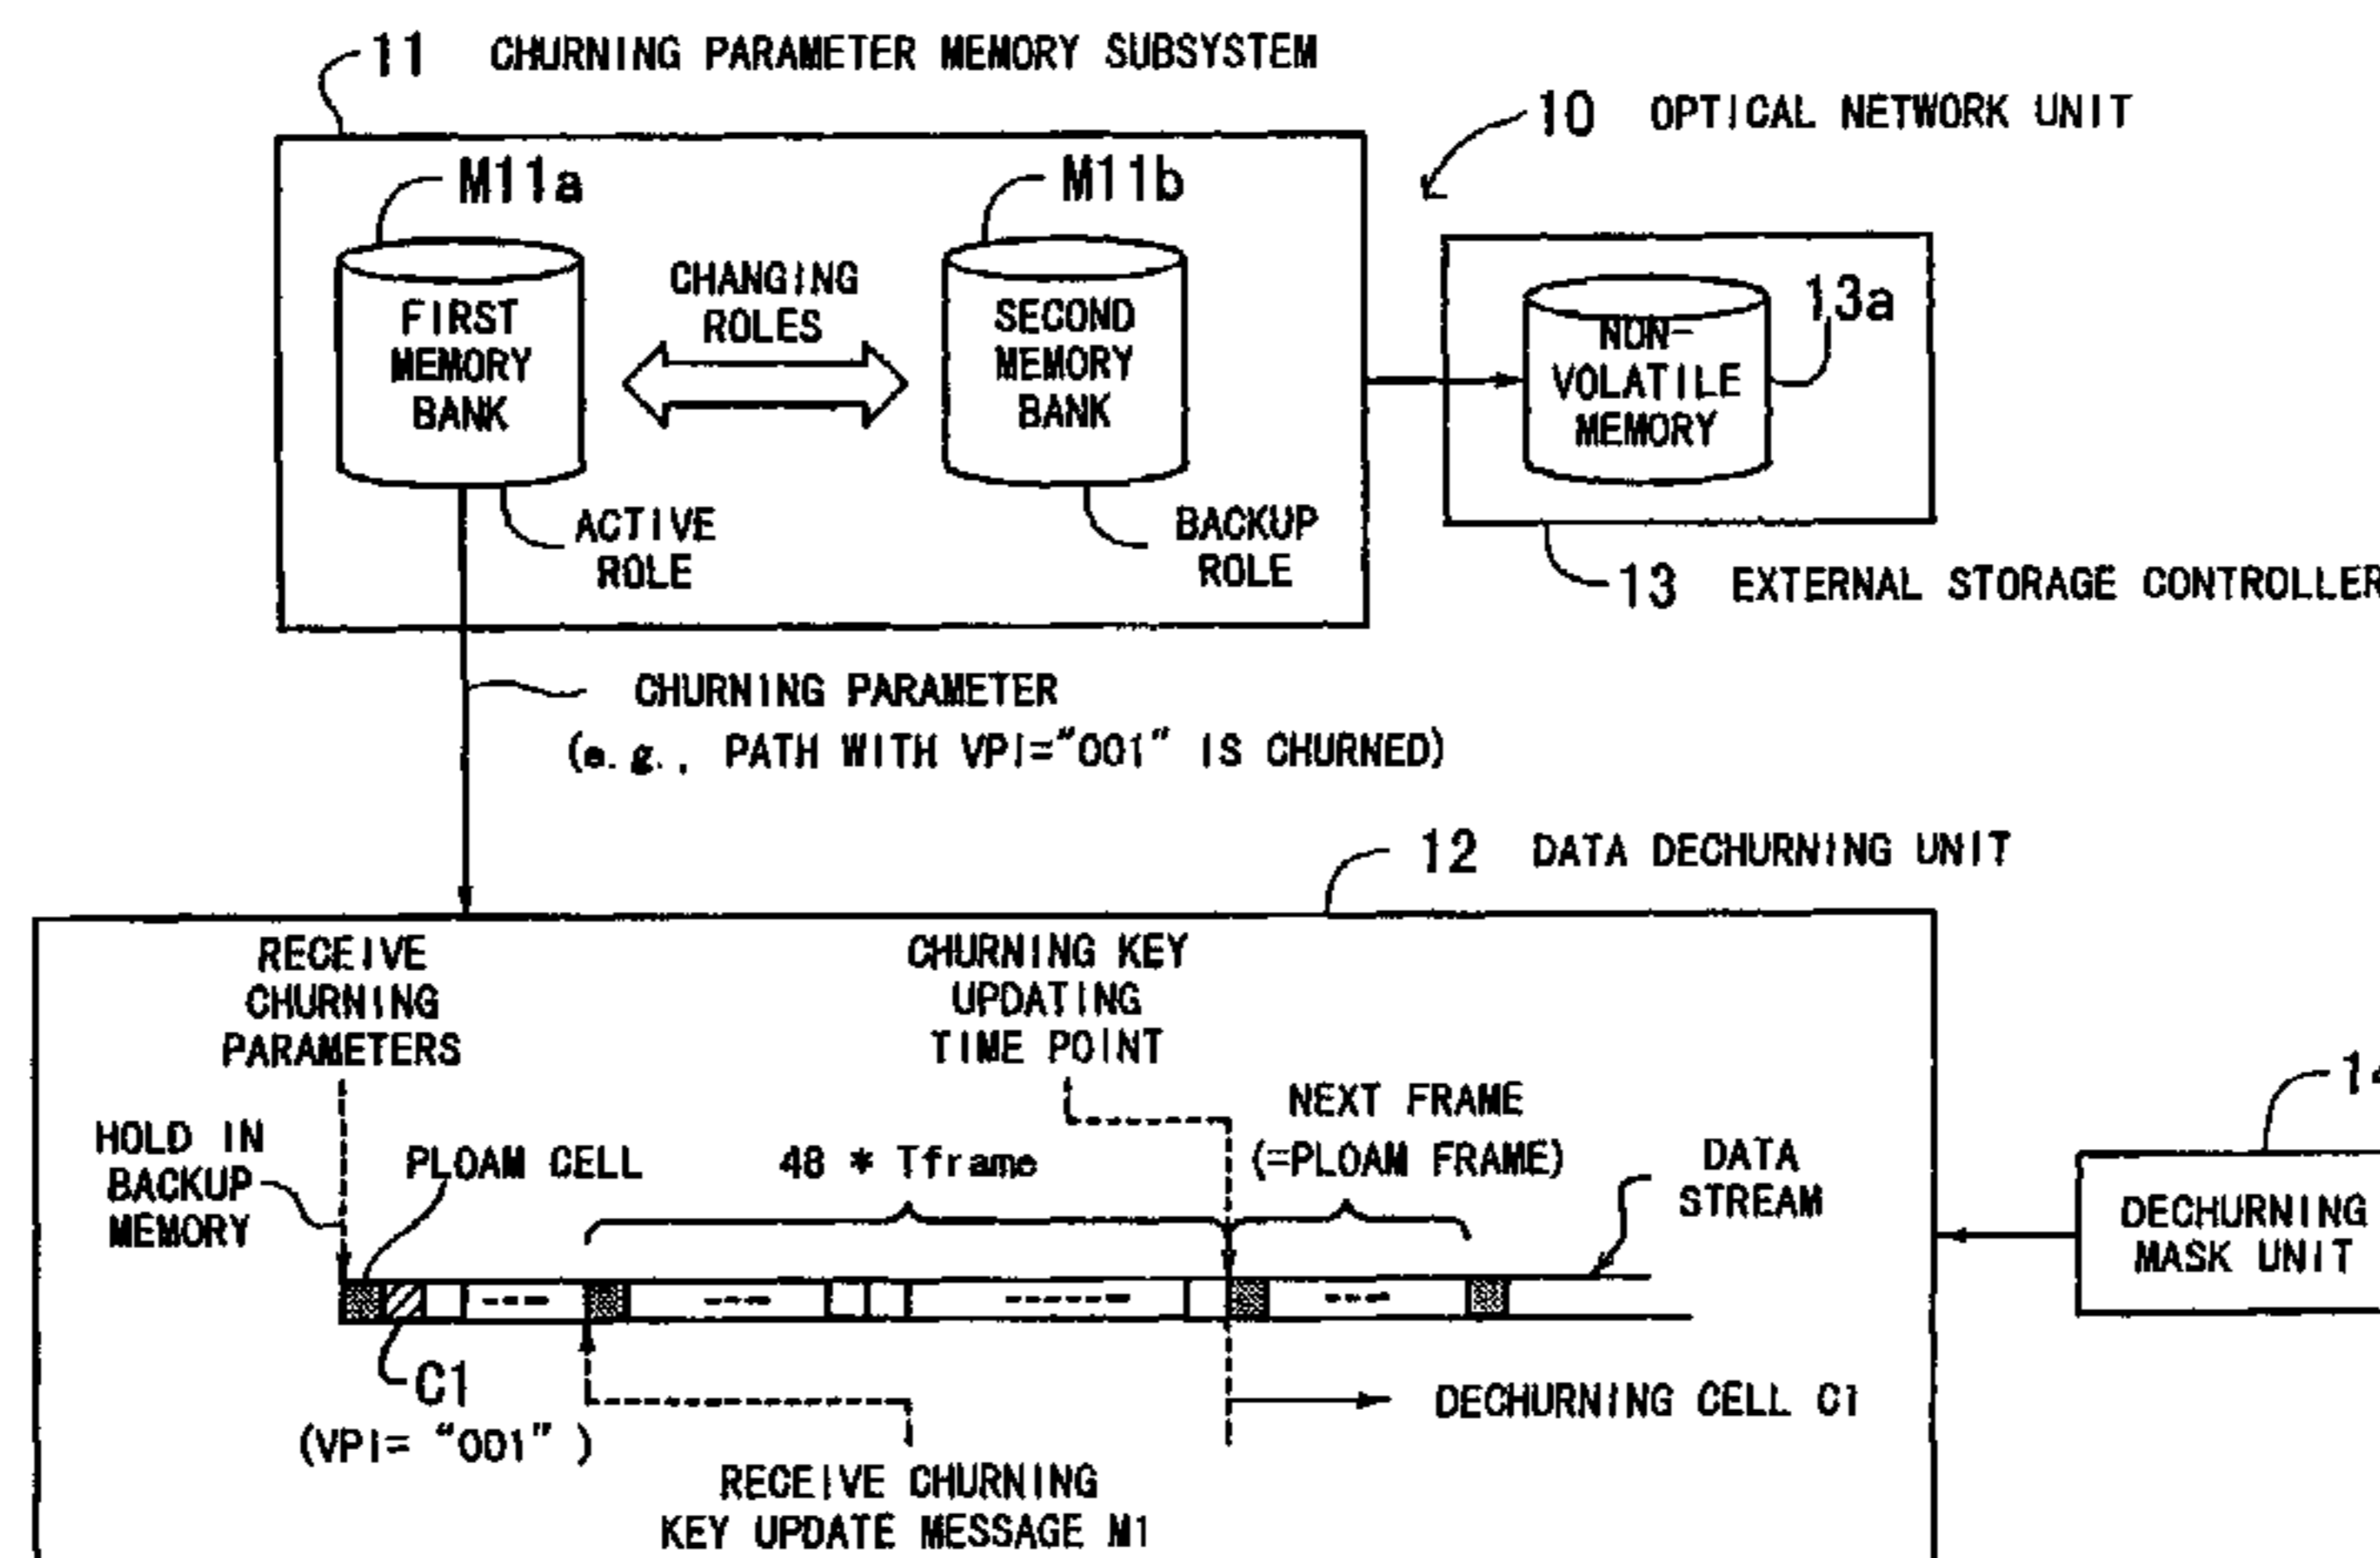 11 CHURNING PARAMETER MEMORY SUBSYSTEM
10 OPTICAL NETWORK UNIT
M11a
M11b
FIRST
MEMORY
BANK
CHANGING
ROLES
SECOND
MEMORY
BANK
13a
NON-
VOLATILE
MEMORY
ACTIVE
ROLE
BACKUP
ROLE
13 EXTERNAL STORAGE CONTROLLER
CHURNING PARAMETER
(e.g., PATH WITH VPI="001" IS CHURNED)
12 DATA DECHURNING UNIT
RECEIVE
CHURNING
PARAMETERS
CHURNING KEY
UPDATING
TIME POINT
HOLD IN
BACKUP
MEMORY
PLOAM CELL
48 * Tframe
NEXT FRAME
(=PLOAM FRAME)
DATA
STREAM
DECHURNING
MASK UNIT
C1
(VPI= "001" )
DECHURNING CELL C1
RECEIVE CHURNING
KEY UPDATE MESSAGE M1